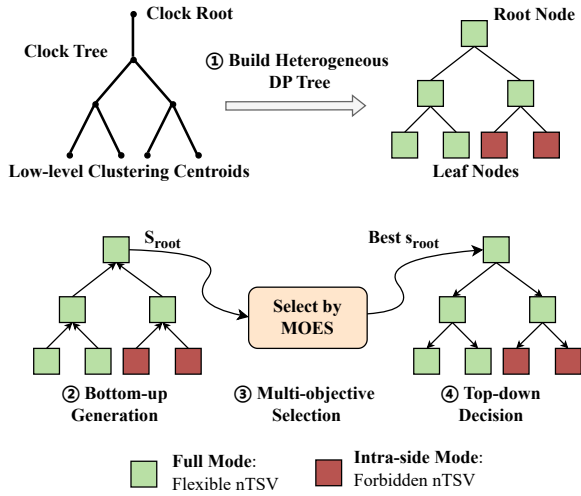 Clock Root
Clock Tree
① Build Heterogeneous
DP Tree
Root Node
Low-level Clustering Centroids
Leaf Nodes
S_root
Best s_root
Select by
MOES
② Bottom-up
Generation
③ Multi-objective
Selection
④ Top-down
Decision
Full Mode:
Flexible nTSV
Intra-side Mode:
Forbidden nTSV